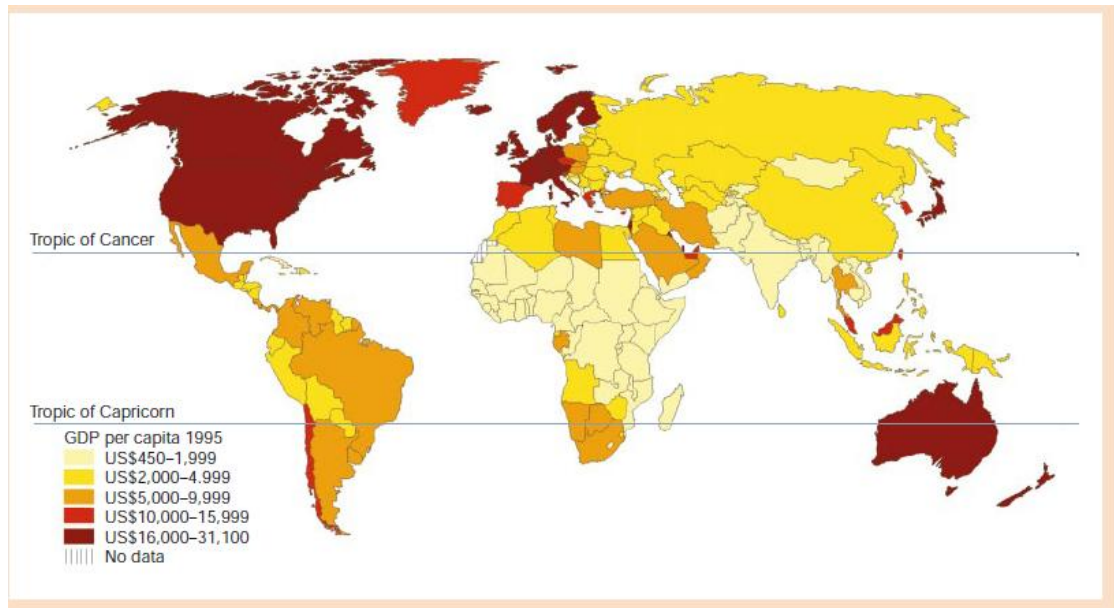 Tropic of Cancer
Tropic of Capricorn
GDP per capita 1995
US$450–1,999
US$2,000–4.999
US$5,000–9,999
US$10,000–15,999
US$16,000–31,100
No data